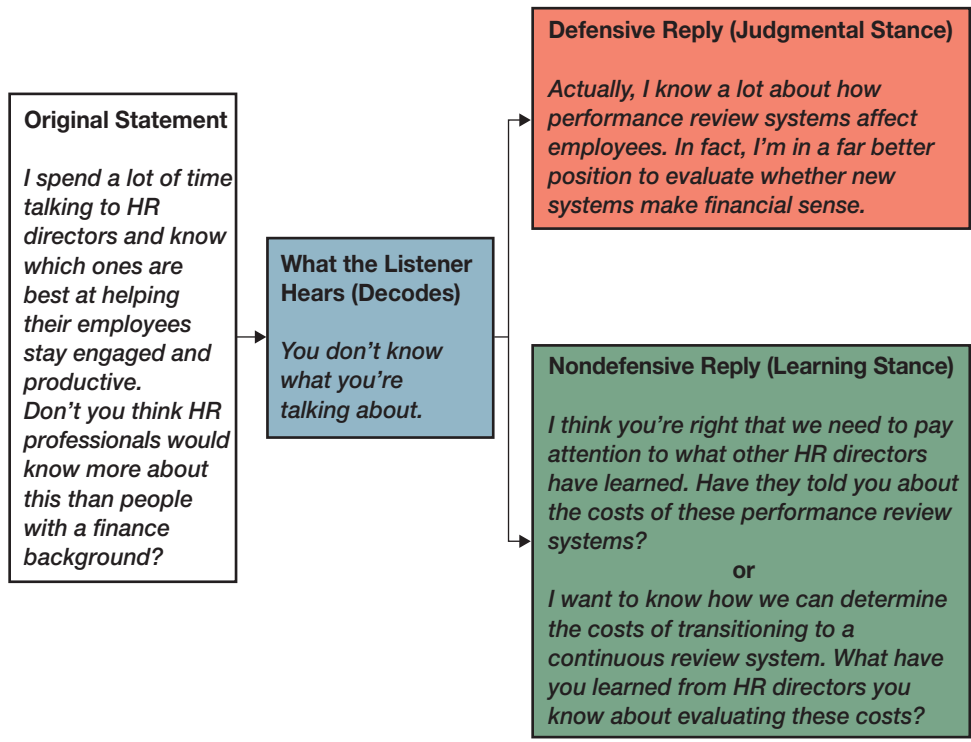 Original Statement
I spend a lot of time
talking to HR
directors and know
which ones are
best at helping
their employees
stay engaged and
productive.
Don’t you think HR
professionals would
know more about
this than people
with a finance
background?
What the Listener
Hears (Decodes)
You don’t know
what you’re
talking about.
Defensive Reply (Judgmental Stance)
Actually, I know a lot about how
performance review systems affect
employees. In fact, I’m in a far better
position to evaluate whether new
systems make financial sense.
Nondefensive Reply (Learning Stance)
I think you’re right that we need to pay
attention to what other HR directors
have learned. Have they told you about
the costs of these performance review
systems?
or
I want to know how we can determine
the costs of transitioning to a
continuous review system. What have
you learned from HR directors you
know about evaluating these costs?